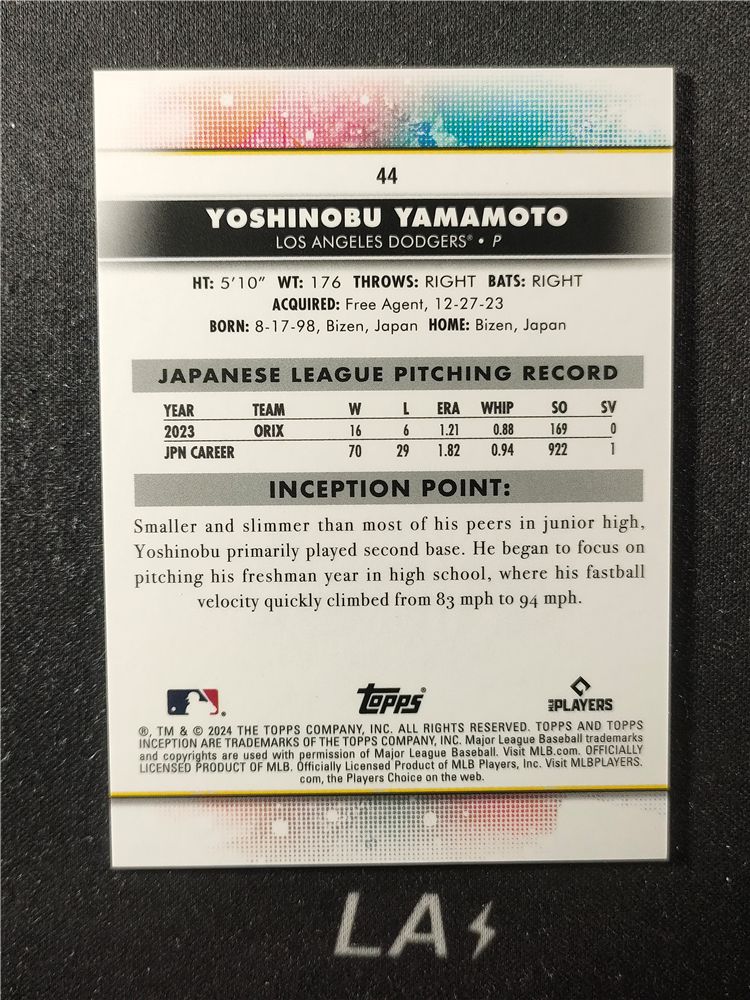 44
YOSHINOBU YAMAMOTO
LOS ANGELES DODGERS® • P
HT: 5'10" WT: 176 THROWS: RIGHT BATS: RIGHT
ACQUIRED: Free Agent, 12-27-23
BORN: 8-17-98, Bizen, Japan HOME: Bizen, Japan
JAPANESE LEAGUE PITCHING RECORD
YEAR TEAM W L ERA WHIP SO SV
2023 ORIX 16 6 1.21 0.88 169 0
JPN CAREER 70 29 1.82 0.94 922 1
INCEPTION POINT:
Smaller and slimmer than most of his peers in junior high,
Yoshinobu primarily played second base. He began to focus on
pitching his freshman year in high school, where his fastball
velocity quickly climbed from 83 mph to 94 mph.
topps® MLB PLAYERS
®, TM & © 2024 THE TOPPS COMPANY, INC. ALL RIGHTS RESERVED. TOPPS AND TOPPS
INCEPTION ARE TRADEMARKS OF THE TOPPS COMPANY, INC. Major League Baseball trademarks
and copyrights are used with permission of Major League Baseball. Visit MLB.com. OFFICIALLY
LICENSED PRODUCT OF MLB. Officially Licensed Product of MLB Players, Inc. Visit MLBPLAYERS.
com, the Players Choice on the web.
LA